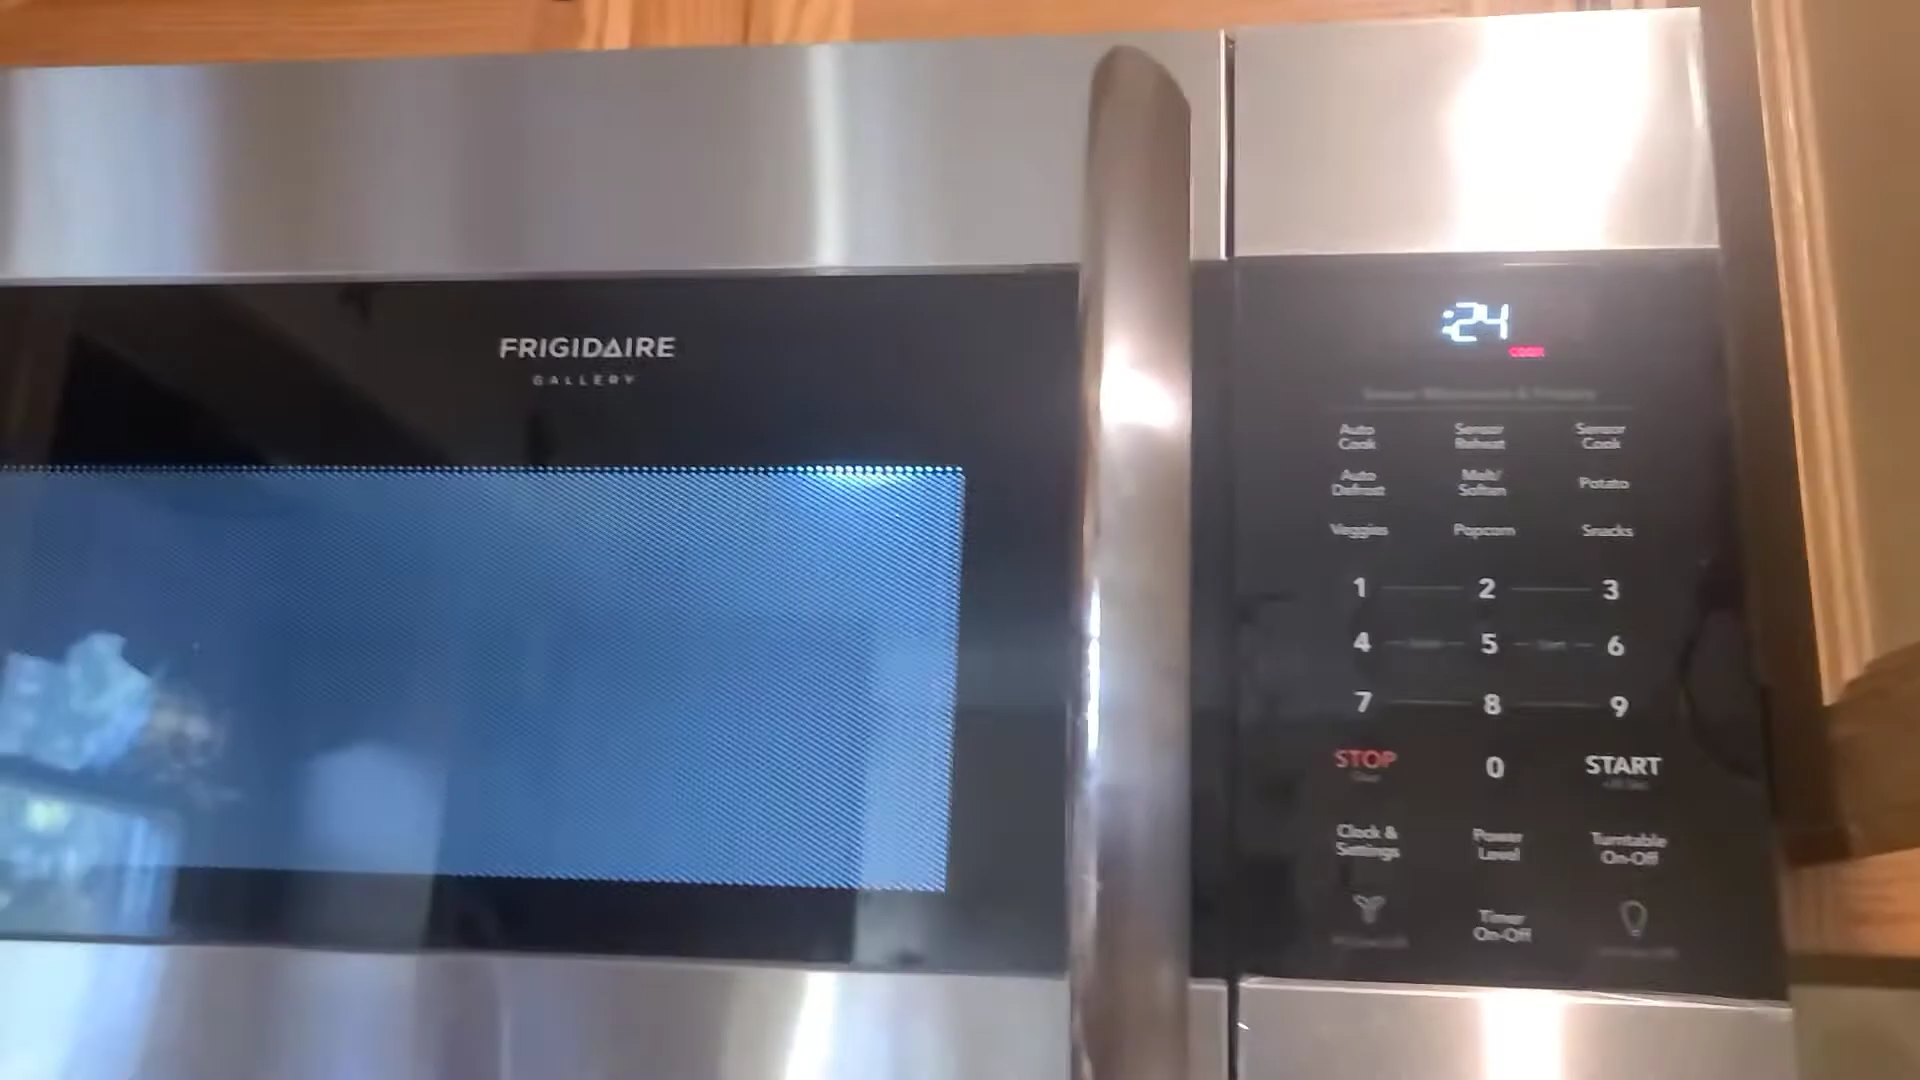 FRIGIDAIRE
GALLERY
:24
COOK
Auto Cook
Sensor Reheat
Sensor Cook
Auto Defrost
Melt/ Soften
Potato
Veggies
Popcorn
Snacks
1 2 3
4 5 6
7 8 9
STOP 0 START
Clock & Settings
Power Level
Turntable On-Off
Timer On-Off